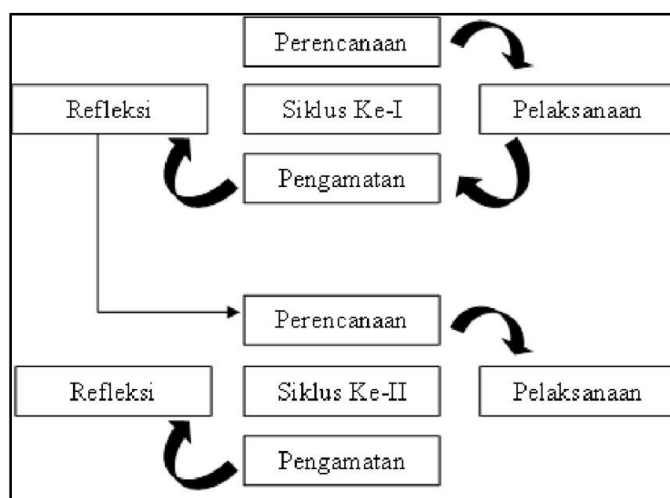 Perencanaan
Refleksi
Siklus Ke-I
Pelaksanaan
Pengamatan
Perencanaan
Refleksi
Siklus Ke-II
Pelaksanaan
Pengamatan